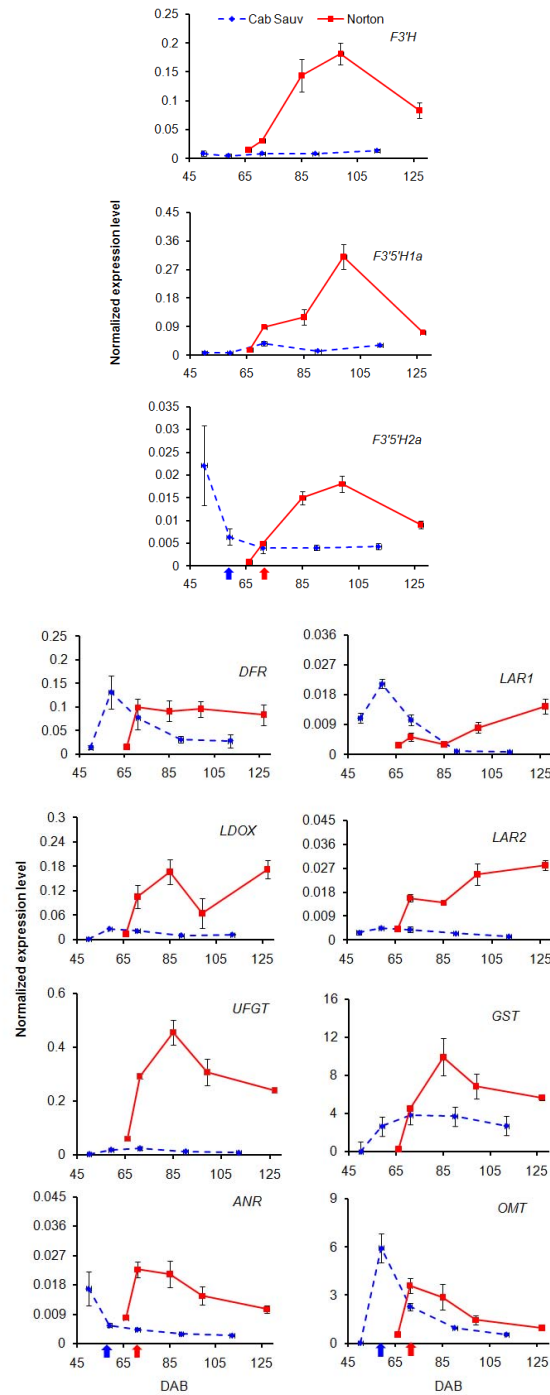 Cab Sauv Norton
F3'H
0.25
0.2
0.15
0.1
0.05
0
45 65 85 105 125
F3'5'H1a
0.45
0.36
0.27
0.18
0.09
0
45 65 85 105 125
Normalized expression level
F3'5'H2a
0.035
0.03
0.025
0.02
0.015
0.01
0.005
0
45 65 85 105 125
DFR
0.25
0.2
0.15
0.1
0.05
0
45 65 85 105 125
LAR1
0.036
0.027
0.018
0.009
0
45 65 85 105 125
LDOX
0.3
0.24
0.18
0.12
0.06
0
45 65 85 105 125
LAR2
0.045
0.036
0.027
0.018
0.009
0
45 65 85 105 125
Normalized expression level
UFGT
0.6
0.4
0.2
0
45 65 85 105 125
GST
16
12
8
4
0
45 65 85 105 125
ANR
0.045
0.036
0.027
0.018
0.009
0
45 65 85 105 125
DAB
OMT
9
6
3
0
45 65 85 105 125
DAB